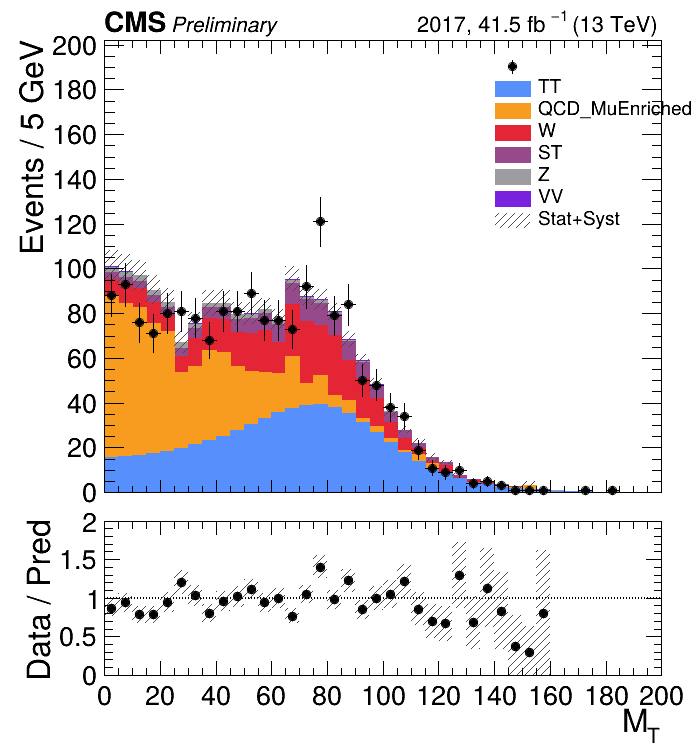 CMS Preliminary 2017, 41.5 fb⁻¹ (13 TeV)
Events / 5 GeV
200
180
160
140
120
100
80
60
40
20
0
TT
QCD_MuEnriched
W
ST
Z
VV
Stat+Syst
Data / Pred
2
1.5
1
0.5
0
0 20 40 60 80 100 120 140 160 180 200
M_T